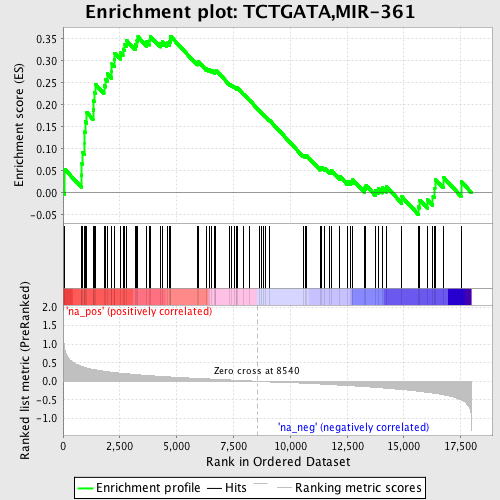 Enrichment plot: TCTGATA,MIR-361
Enrichment score (ES)
0.35
0.30
0.25
0.20
0.15
0.10
0.05
0.00
-0.05
'na_pos' (positively correlated)
Ranked list metric (PreRanked)
2.0
1.5
1.0
0.5
0.0
-0.5
-1.0
Zero cross at 8540
'na_neg' (negatively correlated)
0 2,500 5,000 7,500 10,000 12,500 15,000 17,500
Rank in Ordered Dataset
Enrichment profile Hits Ranking metric scores